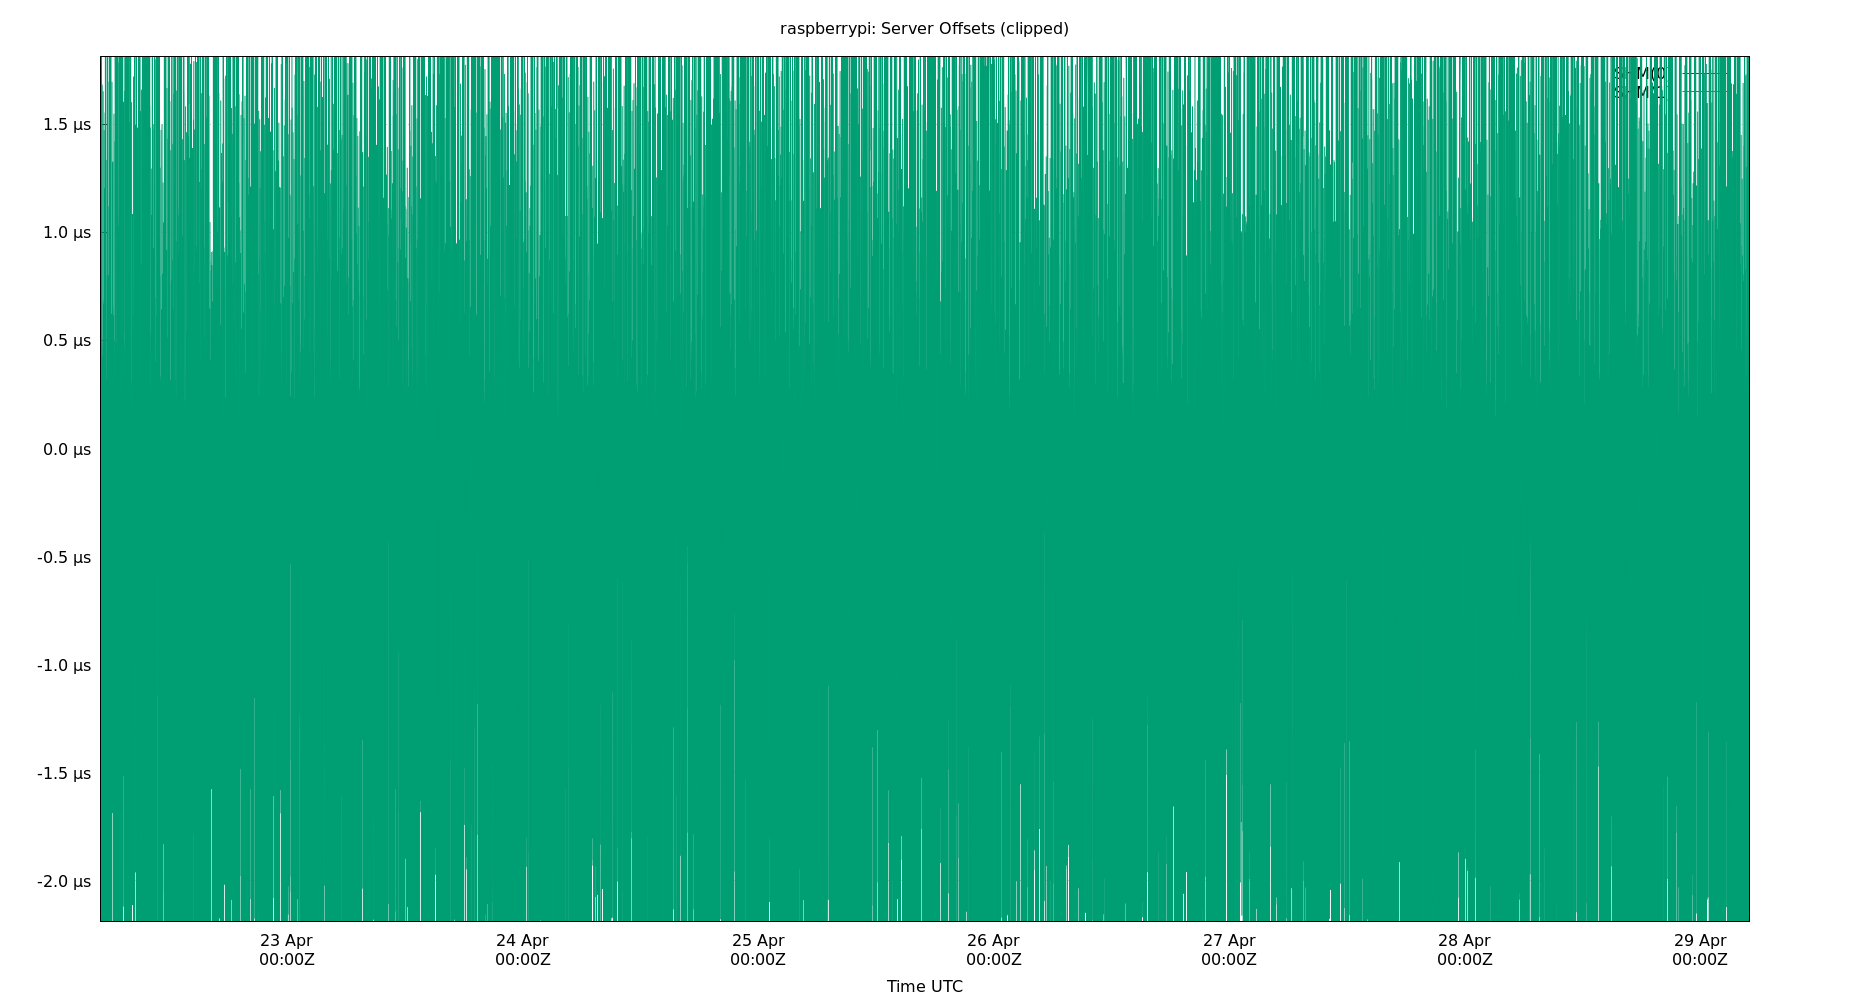 raspberrypi: Server Offsets (clipped)
1.5 µs
1.0 µs
0.5 µs
0.0 µs
-0.5 µs
-1.0 µs
-1.5 µs
-2.0 µs
23 Apr 24 Apr 25 Apr 26 Apr 27 Apr 28 Apr 29 Apr
00:00Z 00:00Z 00:00Z 00:00Z 00:00Z 00:00Z 00:00Z
Time UTC